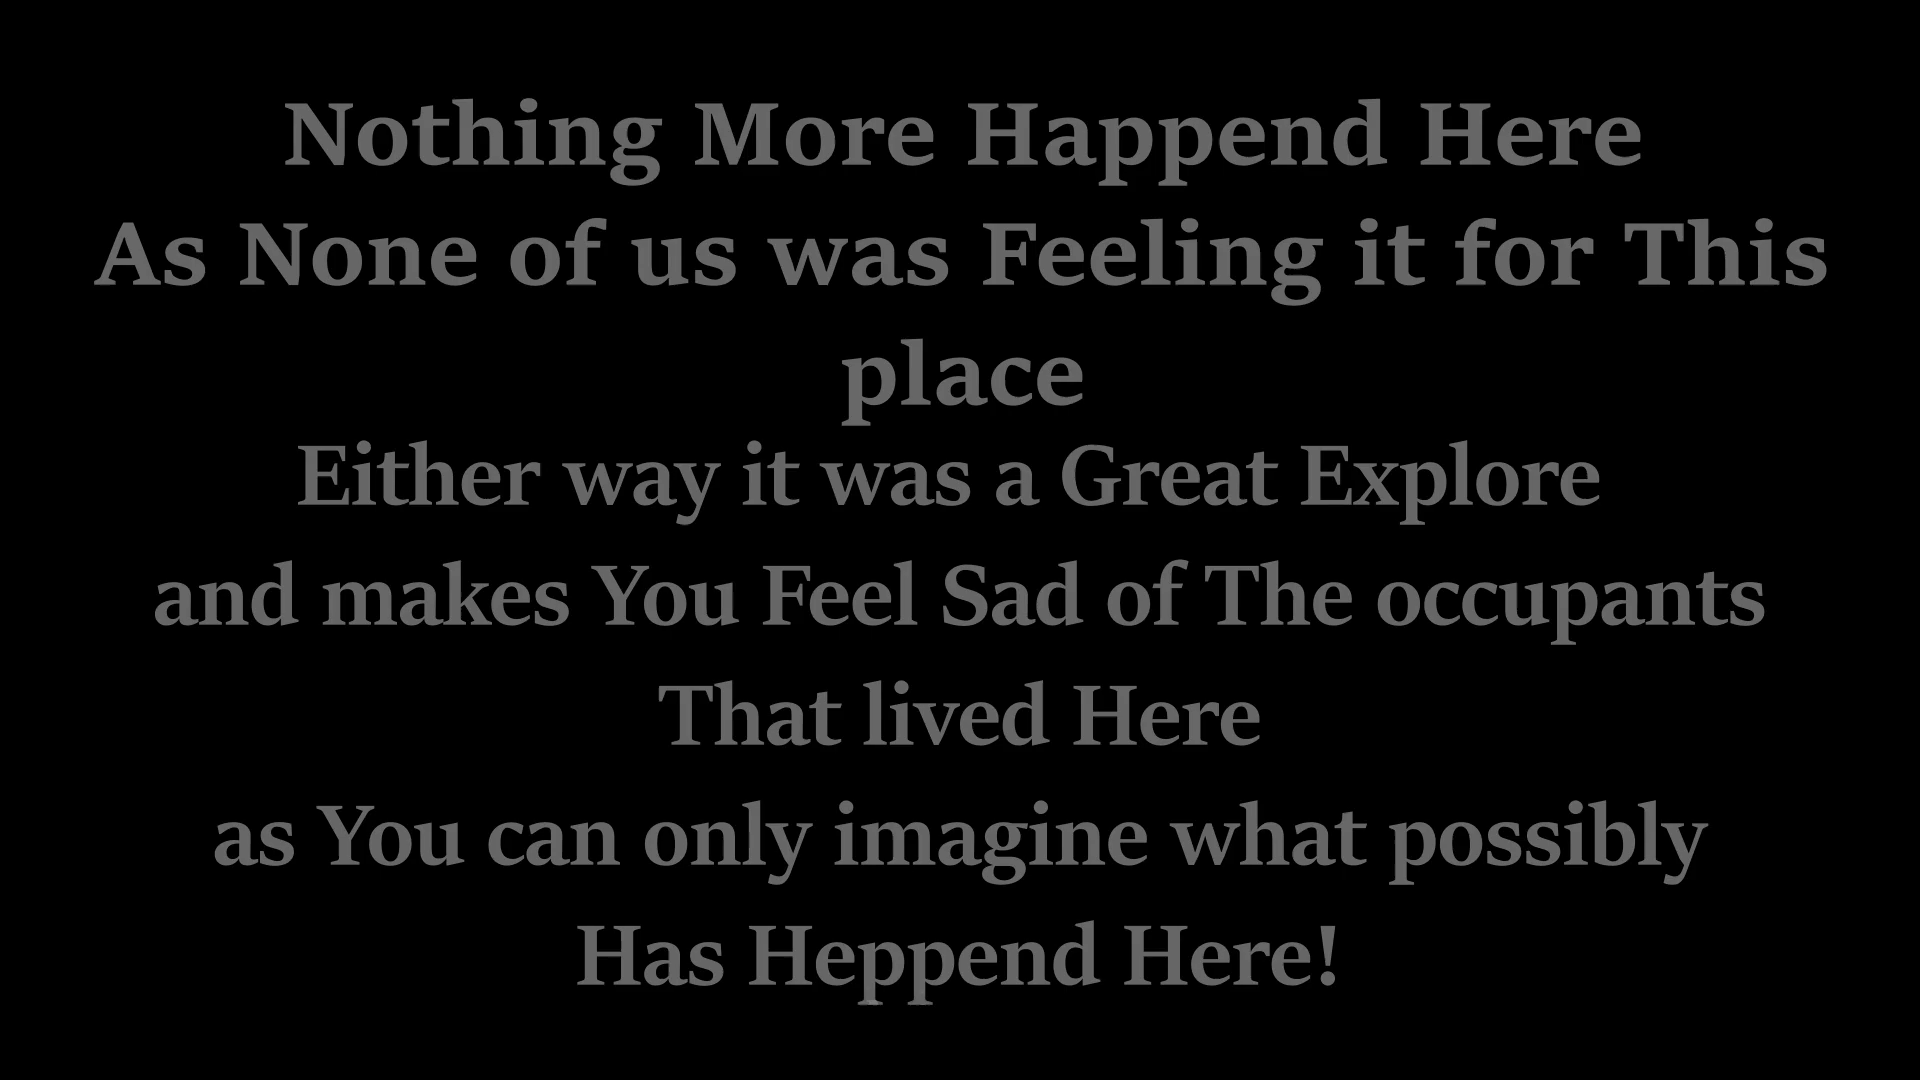 Nothing More Happend Here
As None of us was Feeling it for This
place
Either way it was a Great Explore
and makes You Feel Sad of The occupants
That lived Here
as You can only imagine what possibly
Has Heppend Here!